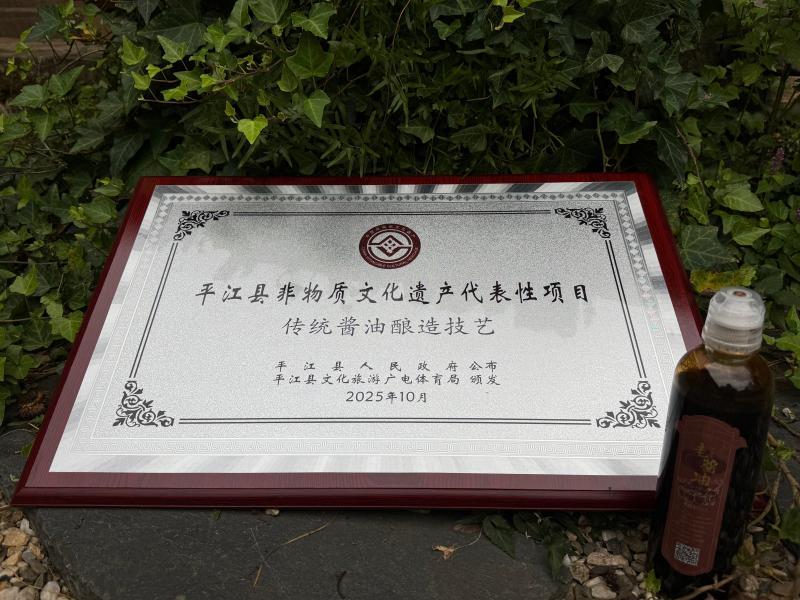 平江县非物质文化遗产代表性项目
传统酱油酿造技艺
平江县人民政府公布
平江县文化旅游广电体育局 颁发
2025年10月
酱油